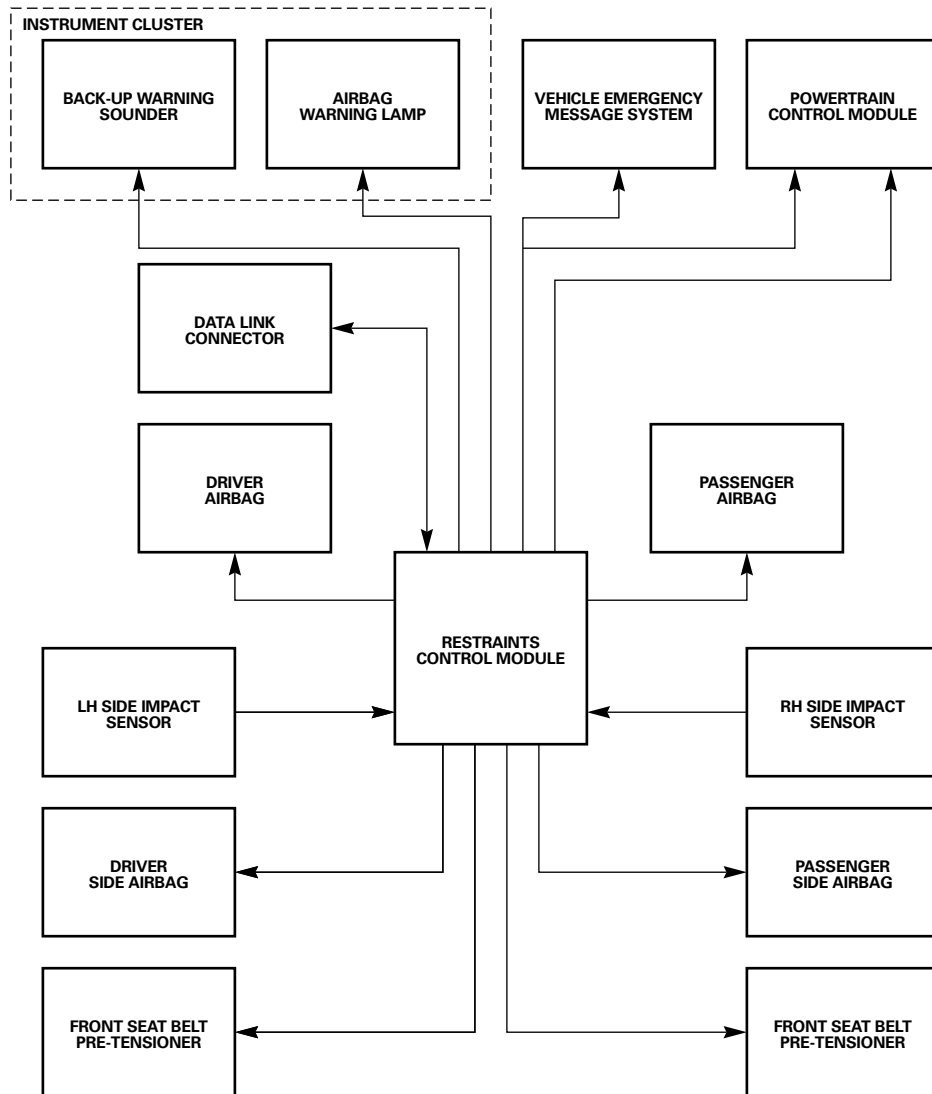 INSTRUMENT CLUSTER
BACK-UP WARNING
SOUNDER
AIRBAG
WARNING LAMP
VEHICLE EMERGENCY
MESSAGE SYSTEM
POWERTRAIN
CONTROL MODULE
DATA LINK
CONNECTOR
DRIVER
AIRBAG
PASSENGER
AIRBAG
RESTRAINTS
CONTROL MODULE
LH SIDE IMPACT
SENSOR
RH SIDE IMPACT
SENSOR
DRIVER
SIDE AIRBAG
PASSENGER
SIDE AIRBAG
FRONT SEAT BELT
PRE-TENSIONER
FRONT SEAT BELT
PRE-TENSIONER